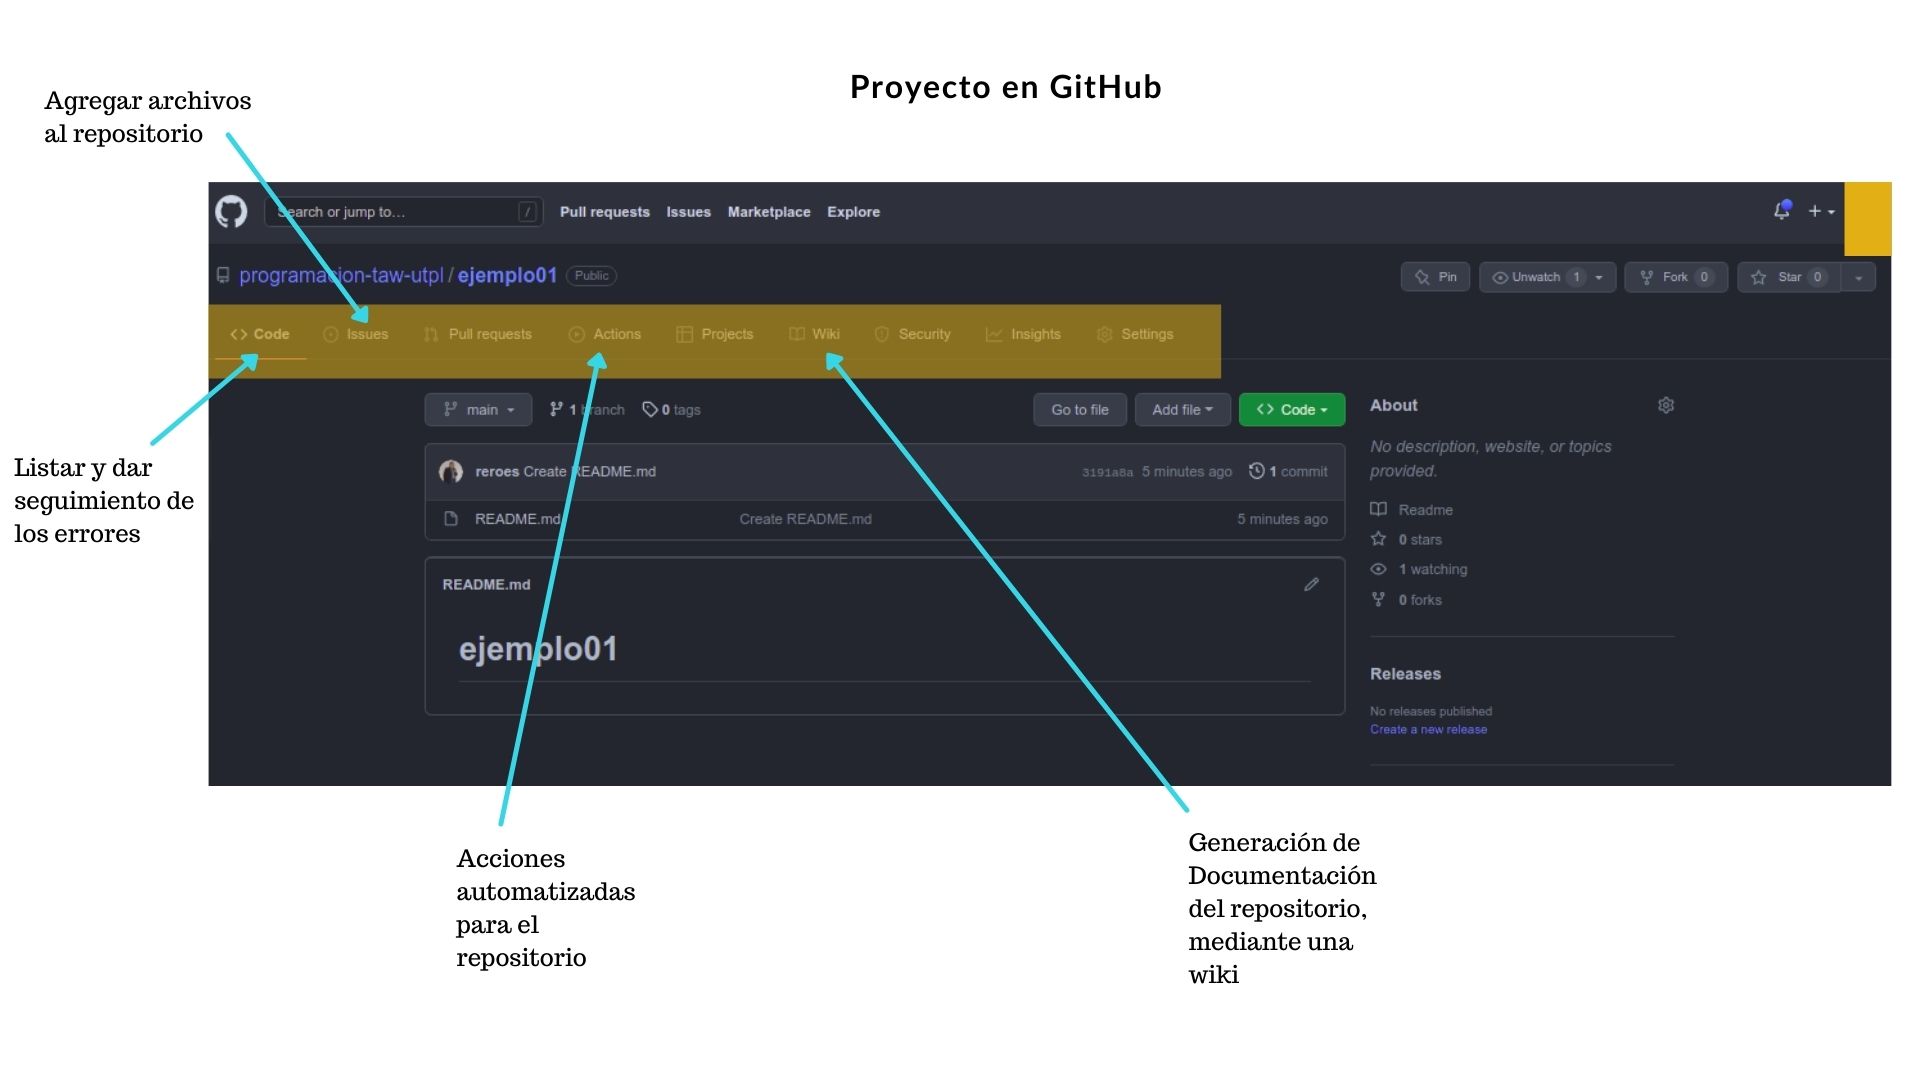 Proyecto en GitHub
Agregar archivos
al repositorio
Search or jump to… /
Pull requests Issues Marketplace Explore
programacion-taw-utpl / ejemplo01 Public
Pin Unwatch 1 Fork 0 Star 0
Code Issues Pull requests Actions Projects Wiki Security Insights Settings
main 1 branch 0 tags Go to file Add file Code
reroes Create README.md 3191a8a 5 minutes ago 1 commit
README.md Create README.md 5 minutes ago
README.md
ejemplo01
About
No description, website, or topics
provided.
Readme
0 stars
1 watching
0 forks
Releases
No releases published
Create a new release
Listar y dar
seguimiento de
los errores
Acciones
automatizadas
para el
repositorio
Generación de
Documentación
del repositorio,
mediante una
wiki